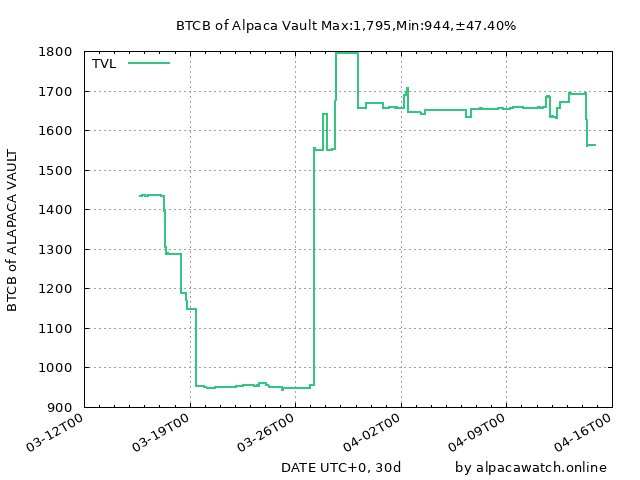 BTCB of Alpaca Vault Max:1,795,Min:944,±47.40%
TVL
1800
1700
1600
1500
1400
1300
1200
1100
1000
900
BTCB of ALAPACA VAULT
03-12T00
03-19T00
03-26T00
04-02T00
04-09T00
04-16T00
DATE UTC+0, 30d
by alpacawatch.online